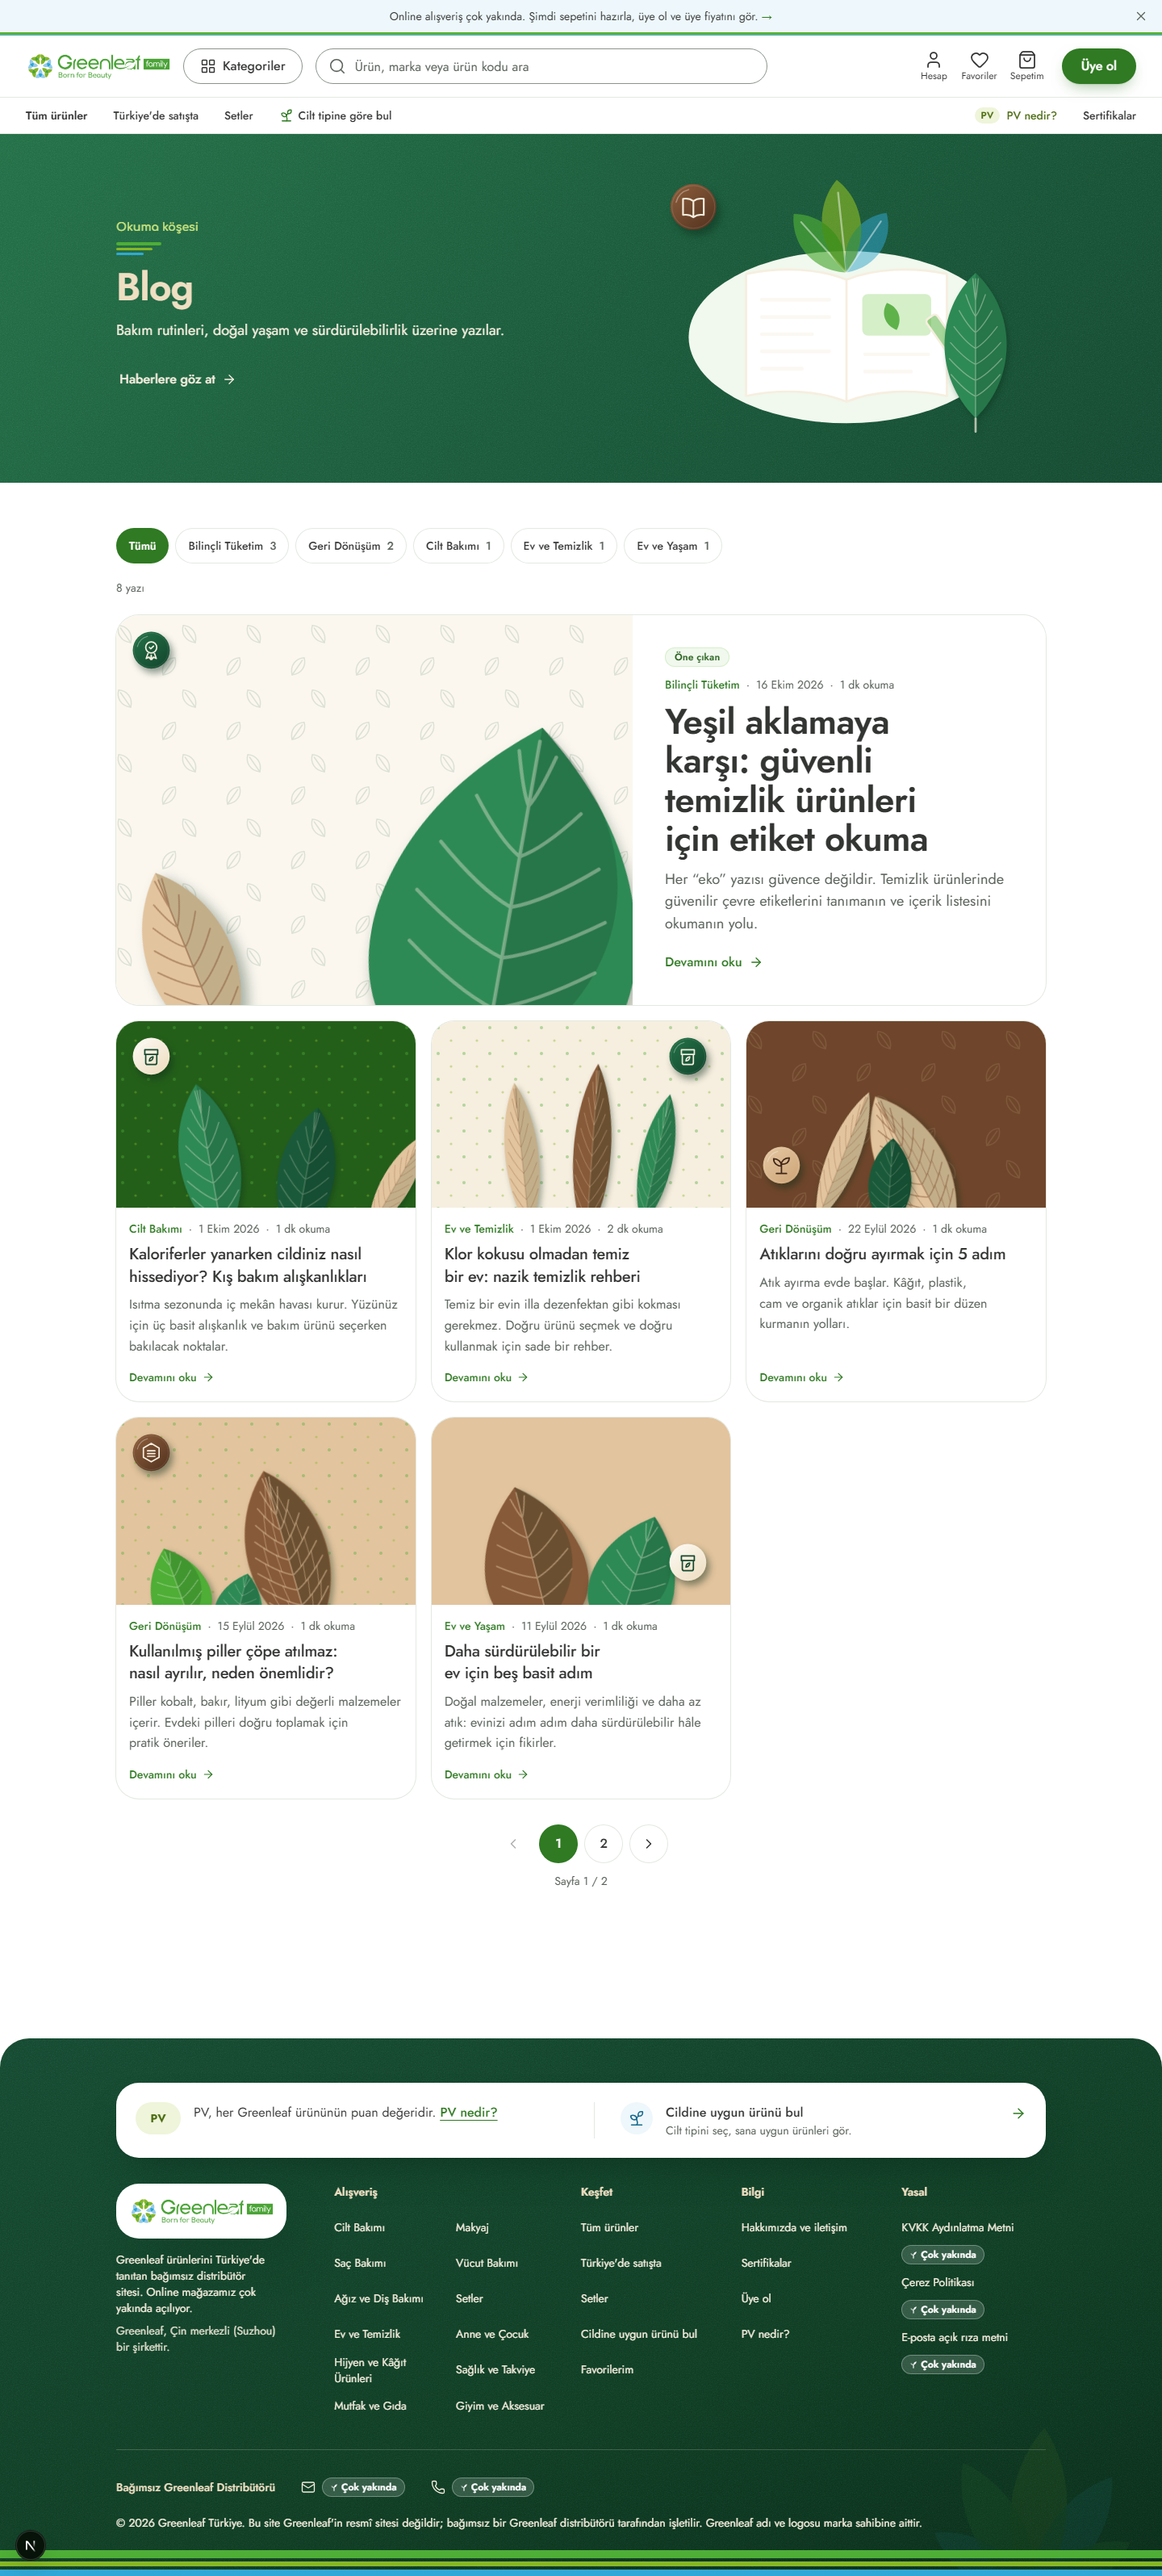 Online alışveriş çok yakında. Şimdi sepetini hazırla, üye ol ve üye fiyatını gör. →
Greenleaf family
Born for Beauty
Kategoriler
Ürün, marka veya ürün kodu ara
Hesap
Favoriler
Sepetim
Üye ol
Tüm ürünler
Türkiye'de satışta
Setler
Cilt tipine göre bul
PV
PV nedir?
Sertifikalar
Okuma köşesi
Blog
Bakım rutinleri, doğal yaşam ve sürdürülebilirlik üzerine yazılar.
Haberlere göz at →
Tümü
Bilinçli Tüketim 3
Geri Dönüşüm 2
Cilt Bakımı 1
Ev ve Temizlik 1
Ev ve Yaşam 1
8 yazı
Öne çıkan
Bilinçli Tüketim · 16 Ekim 2026 · 1 dk okuma
Yeşil aklamaya
karşı: güvenli
temizlik ürünleri
için etiket okuma
Her “eko” yazısı güvence değildir. Temizlik ürünlerinde
güvenilir çevre etiketlerini tanımanın ve içerik listesini
okumanın yolu.
Devamını oku →
Cilt Bakımı · 1 Ekim 2026 · 1 dk okuma
Kaloriferler yanarken cildiniz nasıl
hissediyor? Kış bakım alışkanlıkları
Isıtma sezonunda iç mekân havası kurur. Yüzünüz
için üç basit alışkanlık ve bakım ürünü seçerken
bakılacak noktalar.
Devamını oku →
Ev ve Temizlik · 1 Ekim 2026 · 2 dk okuma
Klor kokusu olmadan temiz
bir ev: nazik temizlik rehberi
Temiz bir evin illa dezenfektan gibi kokması
gerekmez. Doğru ürünü seçmek ve doğru
kullanmak için sade bir rehber.
Devamını oku →
Geri Dönüşüm · 22 Eylül 2026 · 1 dk okuma
Atıklarını doğru ayırmak için 5 adım
Atık ayırma evde başlar. Kâğıt, plastik,
cam ve organik atıklar için basit bir düzen
kurmanın yolları.
Devamını oku →
Geri Dönüşüm · 15 Eylül 2026 · 1 dk okuma
Kullanılmış piller çöpe atılmaz:
nasıl ayrılır, neden önemlidir?
Piller kobalt, bakır, lityum gibi değerli malzemeler
içerir. Evdeki pilleri doğru toplamak için
pratik öneriler.
Devamını oku →
Ev ve Yaşam · 11 Eylül 2026 · 1 dk okuma
Daha sürdürülebilir bir
ev için beş basit adım
Doğal malzemeler, enerji verimliliği ve daha az
atık: evinizi adım adım daha sürdürülebilir hâle
getirmek için fikirler.
Devamını oku →
1
2
Sayfa 1 / 2
PV
PV, her Greenleaf ürününün puan değeridir. PV nedir?
Cildine uygun ürünü bul
Cilt tipini seç, sana uygun ürünleri gör.
Greenleaf family
Born for Beauty
Greenleaf ürünlerini Türkiye'de
tanıtan bağımsız distribütör
sitesi. Online mağazamız çok
yakında açılıyor.
Greenleaf, Çin merkezli (Suzhou)
bir şirkettir.
Alışveriş
Cilt Bakımı
Saç Bakımı
Ağız ve Diş Bakımı
Ev ve Temizlik
Hijyen ve Kâğıt
Ürünleri
Mutfak ve Gıda
Makyaj
Vücut Bakımı
Setler
Anne ve Çocuk
Sağlık ve Takviye
Giyim ve Aksesuar
Keşfet
Tüm ürünler
Türkiye'de satışta
Setler
Cildine uygun ürünü bul
Favorilerim
Bilgi
Hakkımızda ve iletişim
Sertifikalar
Üye ol
PV nedir?
Yasal
KVKK Aydınlatma Metni
Çok yakında
Çerez Politikası
Çok yakında
E-posta açık rıza metni
Çok yakında
Bağımsız Greenleaf Distribütörü
Çok yakında
Çok yakında
© 2026 Greenleaf Türkiye. Bu site Greenleaf'in resmî sitesi değildir; bağımsız bir Greenleaf distribütörü tarafından işletilir. Greenleaf adı ve logosu marka sahibine aittir.
N